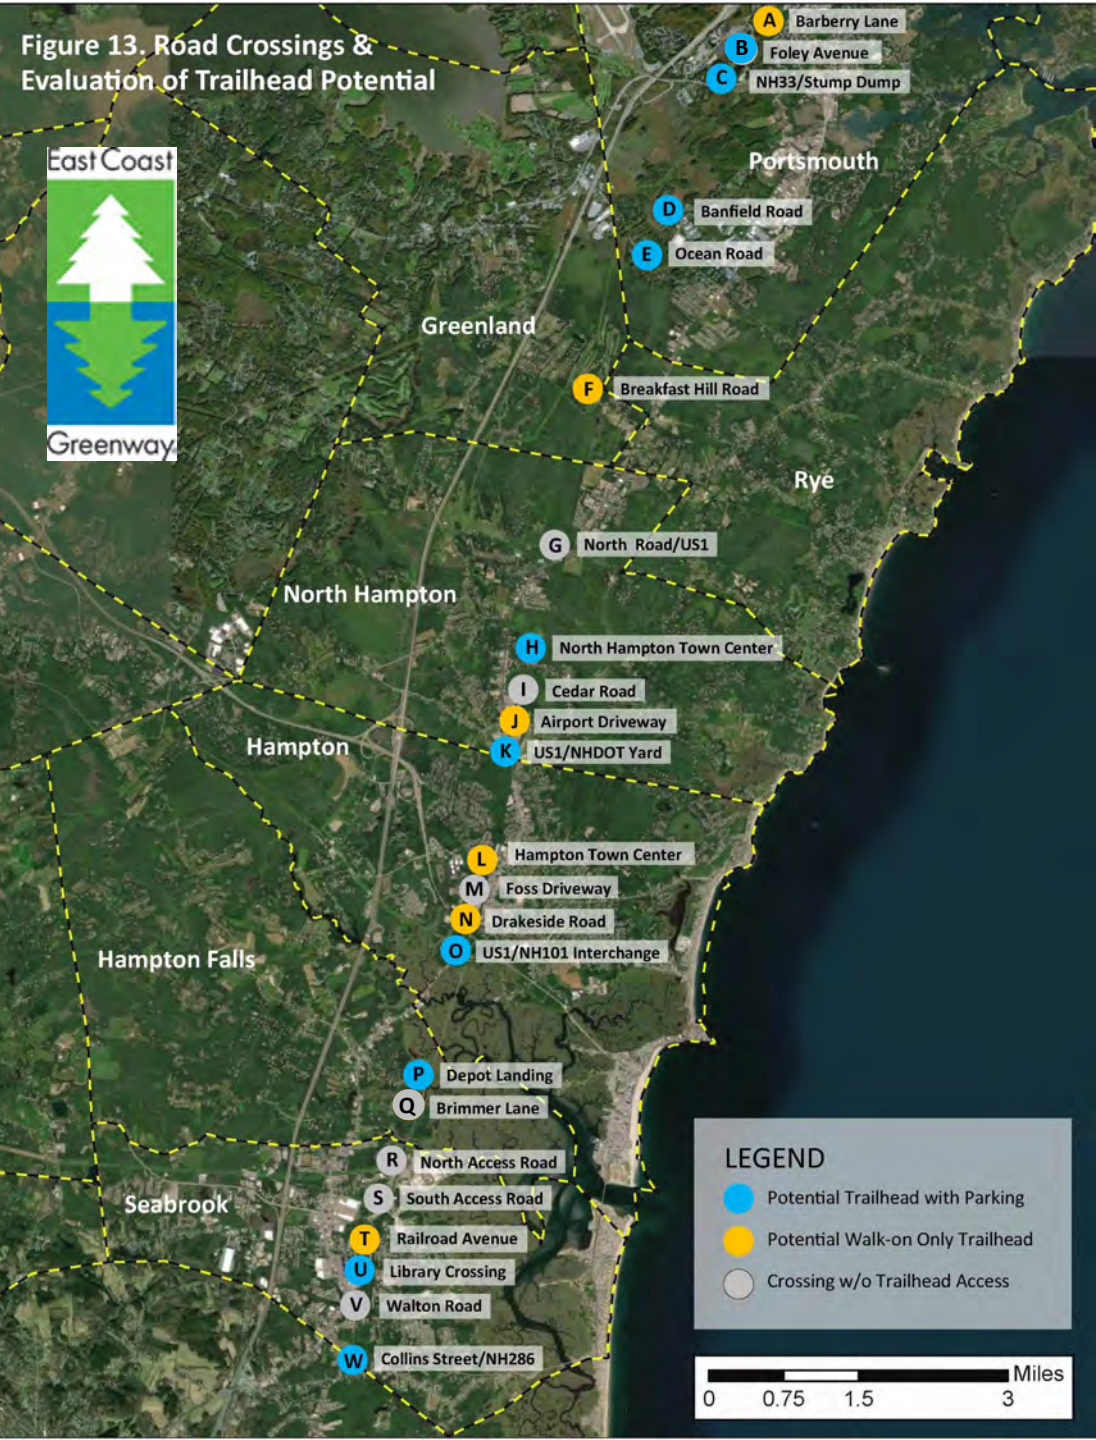 Figure 13. Road Crossings &
Evaluation of Trailhead Potential
East Coast
Greenway
A Barberry Lane
B Foley Avenue
C NH33/Stump Dump
Portsmouth
D Banfield Road
E Ocean Road
Greenland
F Breakfast Hill Road
Rye
G North Road/US1
North Hampton
H North Hampton Town Center
I Cedar Road
J Airport Driveway
Hampton
K US1/NHDOT Yard
L Hampton Town Center
M Foss Driveway
N Drakeside Road
O US1/NH101 Interchange
Hampton Falls
P Depot Landing
Q Brimmer Lane
R North Access Road
S South Access Road
Seabrook
T Railroad Avenue
U Library Crossing
V Walton Road
W Collins Street/NH286
LEGEND
Potential Trailhead with Parking
Potential Walk-on Only Trailhead
Crossing w/o Trailhead Access
Miles
0 0.75 1.5 3